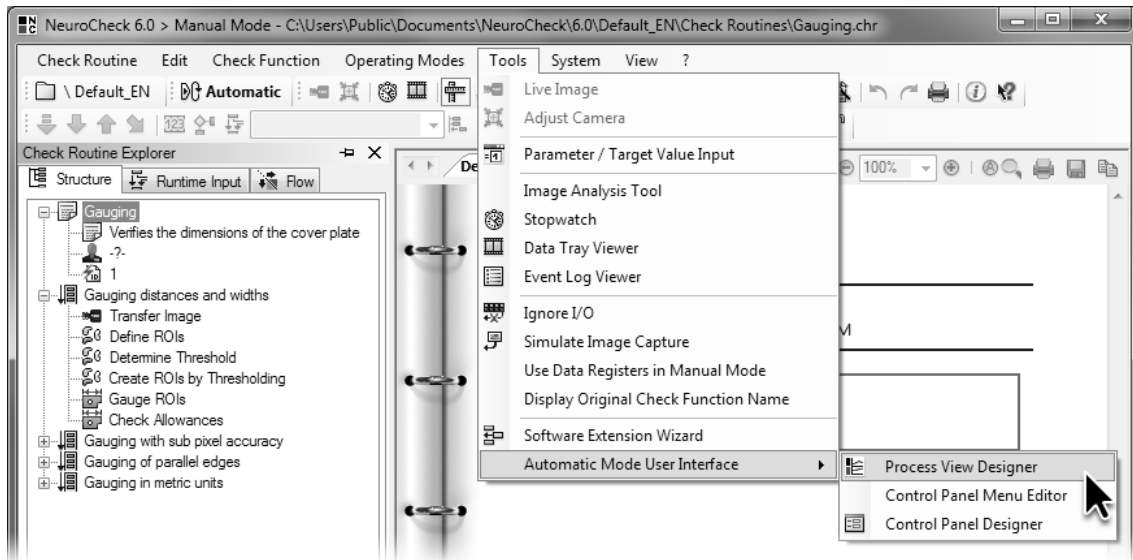 NeuroCheck 6.0 > Manual Mode - C:\Users\Public\Documents\NeuroCheck\6.0\Default_EN\Check Routines\Gauging.chr
Check Routine Edit Check Function Operating Modes Tools System View ?
\ Default_EN Automatic
123
Check Routine Explorer
Structure Runtime Input Flow
De
100%
Gauging
Verifies the dimensions of the cover plate
-?-
1
Gauging distances and widths
Transfer Image
Define ROIs
Determine Threshold
Create ROIs by Thresholding
Gauge ROIs
Check Allowances
Gauging with sub pixel accuracy
Gauging of parallel edges
Gauging in metric units
Live Image
Adjust Camera
Parameter / Target Value Input
Image Analysis Tool
Stopwatch
Data Tray Viewer
Event Log Viewer
Ignore I/O
Simulate Image Capture
Use Data Registers in Manual Mode
Display Original Check Function Name
Software Extension Wizard
Automatic Mode User Interface
Process View Designer
Control Panel Menu Editor
Control Panel Designer
M